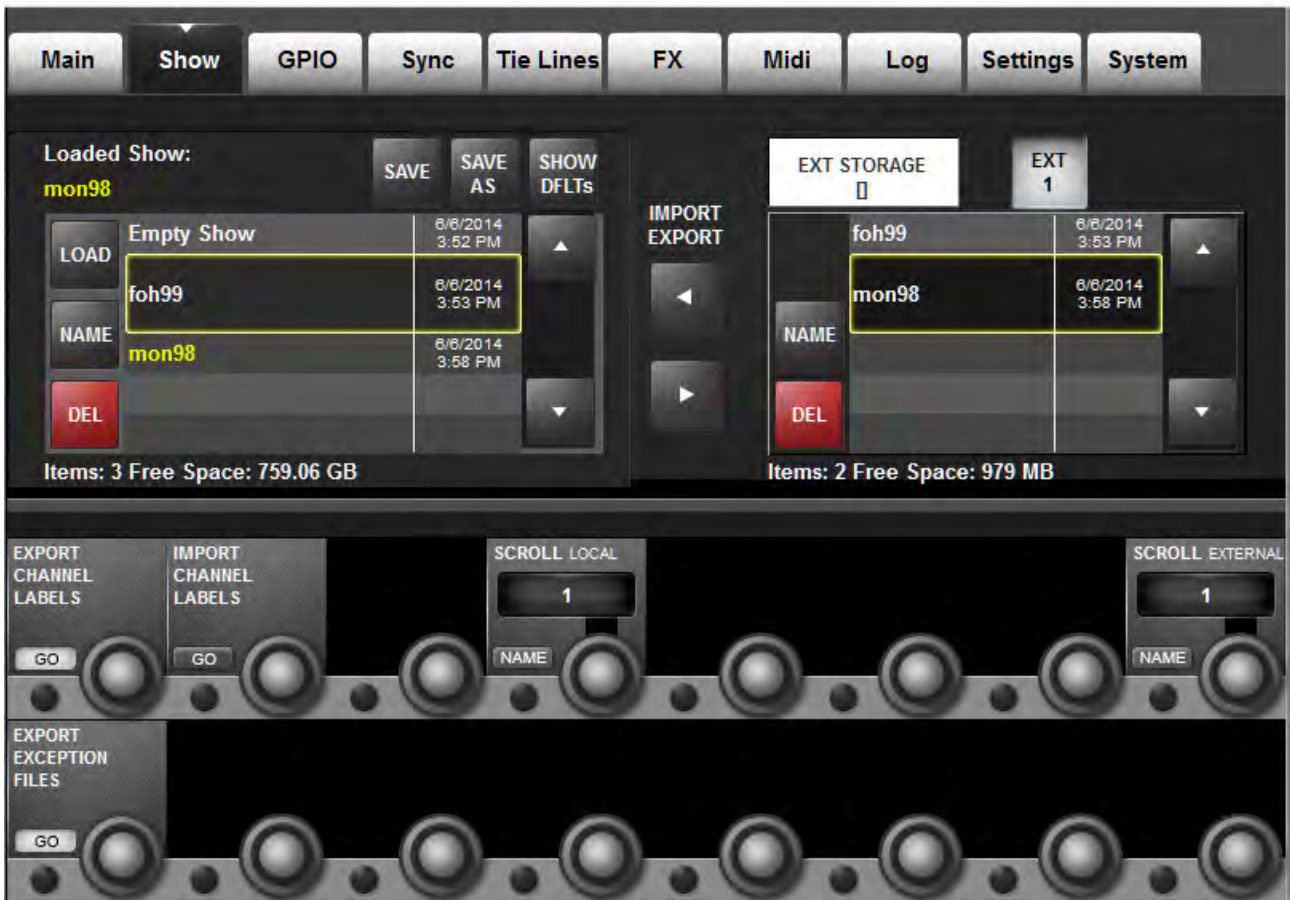 Main Show GPIO Sync Tie Lines FX Midi Log Settings System
Loaded Show:
mon98
SAVE
SAVE
AS
SHOW
DFLTs
LOAD
NAME
DEL
Empty Show 6/6/2014
3:52 PM
foh99 6/6/2014
3:53 PM
mon98 6/6/2014
3:58 PM
Items: 3 Free Space: 759.06 GB
IMPORT
EXPORT
EXT STORAGE
[]
EXT
1
NAME
DEL
foh99 6/6/2014
3:53 PM
mon98 6/6/2014
3:58 PM
Items: 2 Free Space: 979 MB
EXPORT
CHANNEL
LABELS
GO
IMPORT
CHANNEL
LABELS
GO
SCROLL LOCAL
1
NAME
SCROLL EXTERNAL
1
NAME
EXPORT
EXCEPTION
FILES
GO